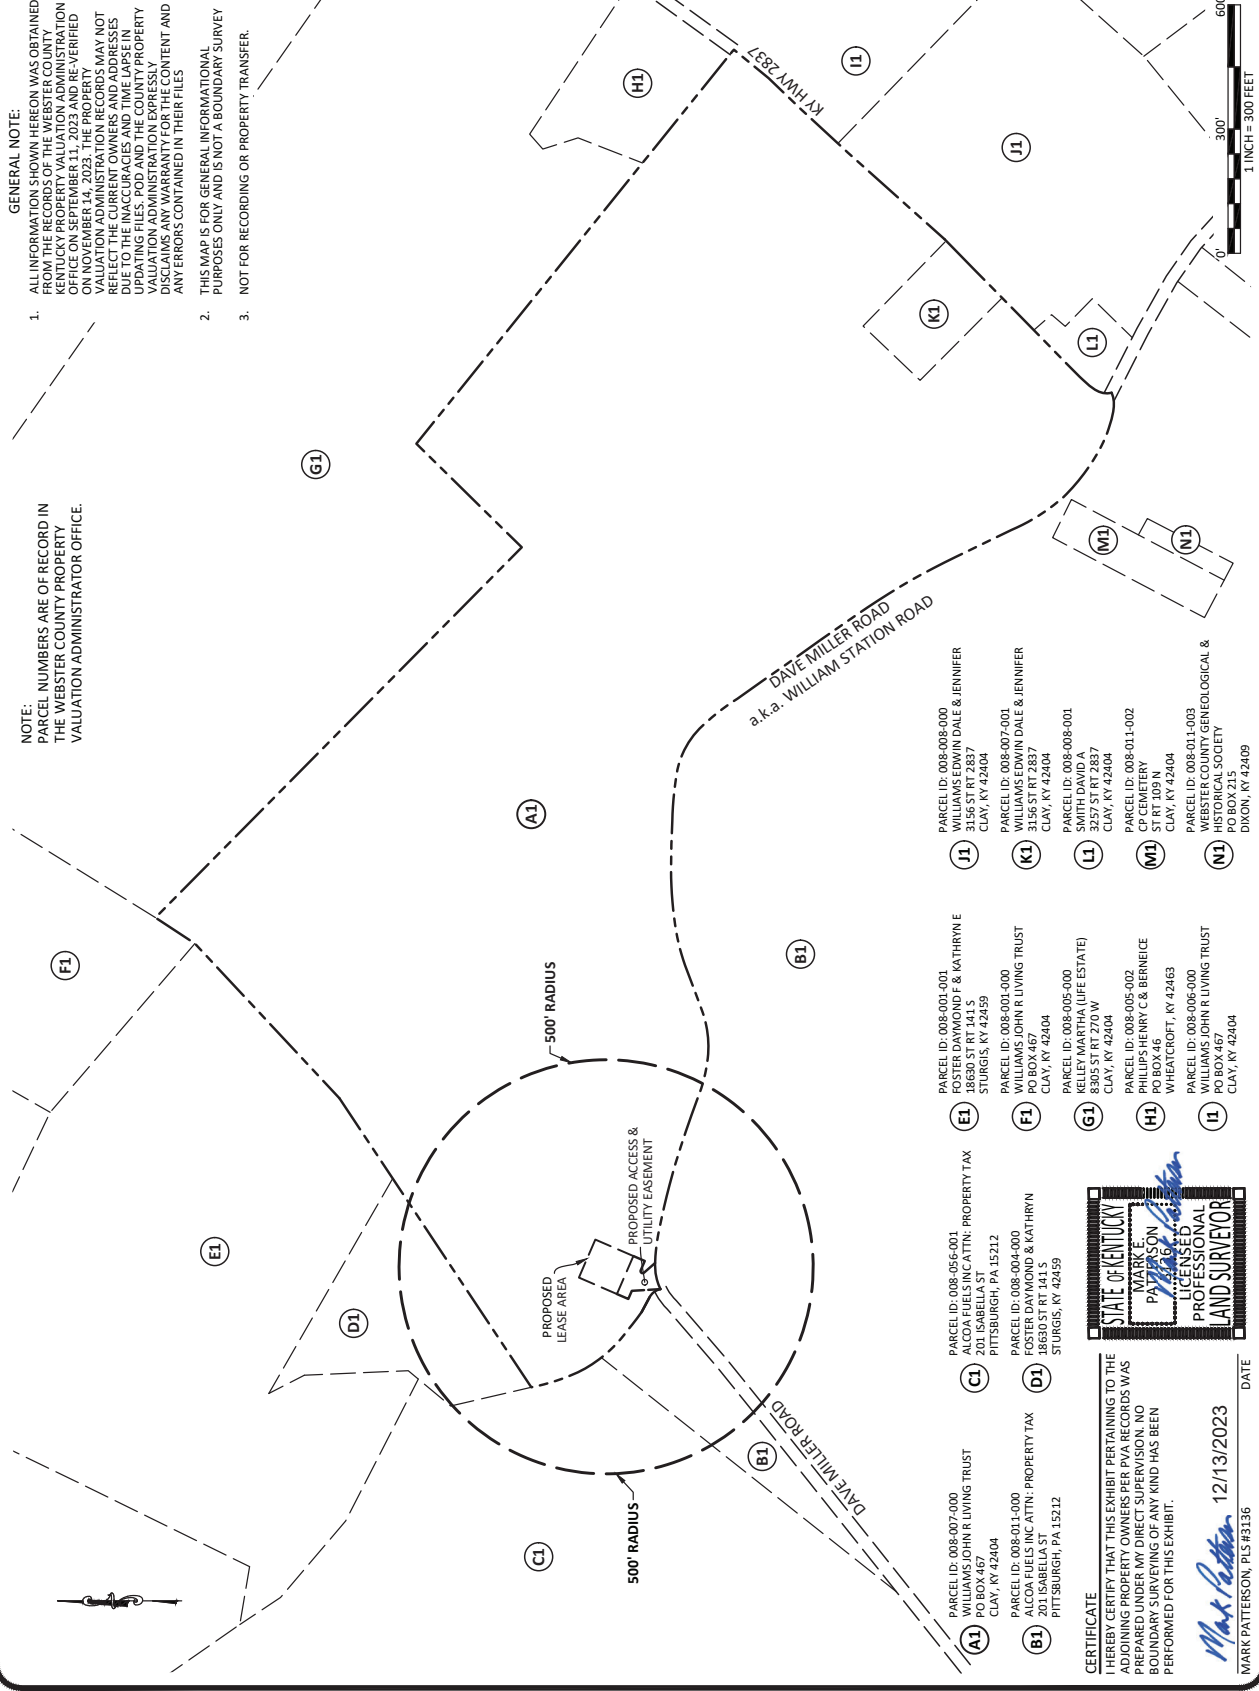 GENERAL NOTE:
1. ALL INFORMATION SHOWN HEREON WAS OBTAINED
FROM THE RECORDS OF THE WEBSTER COUNTY
KENTUCKY PROPERTY VALUATION ADMINISTRATION
OFFICE ON SEPTEMBER 11, 2023 AND RE-VERIFIED
ON NOVEMBER 14, 2023. THE PROPERTY
VALUATION ADMINISTRATION RECORDS MAY NOT
REFLECT THE CURRENT OWNERS AND ADDRESSES
DUE TO THE INACCURACIES AND TIME LAPSE IN
UPDATING FILES. POD AND THE COUNTY PROPERTY
VALUATION ADMINISTRATION EXPRESSLY
DISCLAIMS ANY WARRANTY FOR THE CONTENT AND
ANY ERRORS CONTAINED IN THEIR FILES
2. THIS MAP IS FOR GENERAL INFORMATIONAL
PURPOSES ONLY AND IS NOT A BOUNDARY SURVEY
3. NOT FOR RECORDING OR PROPERTY TRANSFER.
NOTE:
PARCEL NUMBERS ARE OF RECORD IN
THE WEBSTER COUNTY PROPERTY
VALUATION ADMINISTRATOR OFFICE.
F1
E1
D1
C1
G1
H1
I1
J1
K1
L1
M1
N1
A1
B1
B1
KY HWY 2837
500' RADIUS
500' RADIUS
PROPOSED
LEASE AREA
PROPOSED ACCESS &
UTILITY EASEMENT
DAVE MILLER ROAD
DAVE MILLER ROAD
a.k.a. WILLIAM STATION ROAD
A1
PARCEL ID: 008-007-000
WILLIAMS JOHN R LIVING TRUST
PO BOX 467
CLAY, KY 42404
B1
PARCEL ID: 008-011-000
ALCOA FUELS INC ATTN: PROPERTY TAX
201 ISABELLA ST
PITTSBURGH, PA 15212
C1
PARCEL ID: 008-056-001
ALCOA FUELS INC ATTN: PROPERTY TAX
201 ISABELLA ST
PITTSBURGH, PA 15212
D1
PARCEL ID: 008-004-000
FOSTER DAYMOND & KATHRYN
18630 ST RT 141 S
STURGIS, KY 42459
E1
PARCEL ID: 008-001-001
FOSTER DAYMOND F & KATHRYN E
18630 ST RT 141 S
STURGIS, KY 42459
F1
PARCEL ID: 008-001-000
WILLIAMS JOHN R LIVING TRUST
PO BOX 467
CLAY, KY 42404
G1
PARCEL ID: 008-005-000
KELLEY MARTHA (LIFE ESTATE)
8305 ST RT 270 W
CLAY, KY 42404
H1
PARCEL ID: 008-005-002
PHILLIPS HENRY C & BERNEICE
PO BOX 46
WHEATCROFT, KY 42463
I1
PARCEL ID: 008-006-000
WILLIAMS JOHN R LIVING TRUST
PO BOX 467
CLAY, KY 42404
J1
PARCEL ID: 008-008-000
WILLIAMS EDWIN DALE & JENNIFER
3156 ST RT 2837
CLAY, KY 42404
K1
PARCEL ID: 008-007-001
WILLIAMS EDWIN DALE & JENNIFER
3156 ST RT 2837
CLAY, KY 42404
L1
PARCEL ID: 008-008-001
SMITH DAVID A
3257 ST RT 2837
CLAY, KY 42404
M1
PARCEL ID: 008-011-002
CP CEMETERY
ST RT 109 N
CLAY, KY 42404
N1
PARCEL ID: 008-011-003
WEBSTER COUNTY GENEOLOGICAL &
HISTORICAL SOCIETY
PO BOX 215
DIXON, KY 42409
CERTIFICATE
I HEREBY CERTIFY THAT THIS EXHIBIT PERTAINING TO THE
ADJOINING PROPERTY OWNERS PER PVA RECORDS WAS
PREPARED UNDER MY DIRECT SUPERVISION. NO
BOUNDARY SURVEYING OF ANY KIND HAS BEEN
PERFORMED FOR THIS EXHIBIT.
Mark Patterson 12/13/2023
MARK PATTERSON, PLS #3136 DATE
STATE OF KENTUCKY
MARK E.
PATTERSON
Mark Patterson
LICENSED
PROFESSIONAL
LAND SURVEYOR
0' 300' 600
1 INCH = 300 FEET